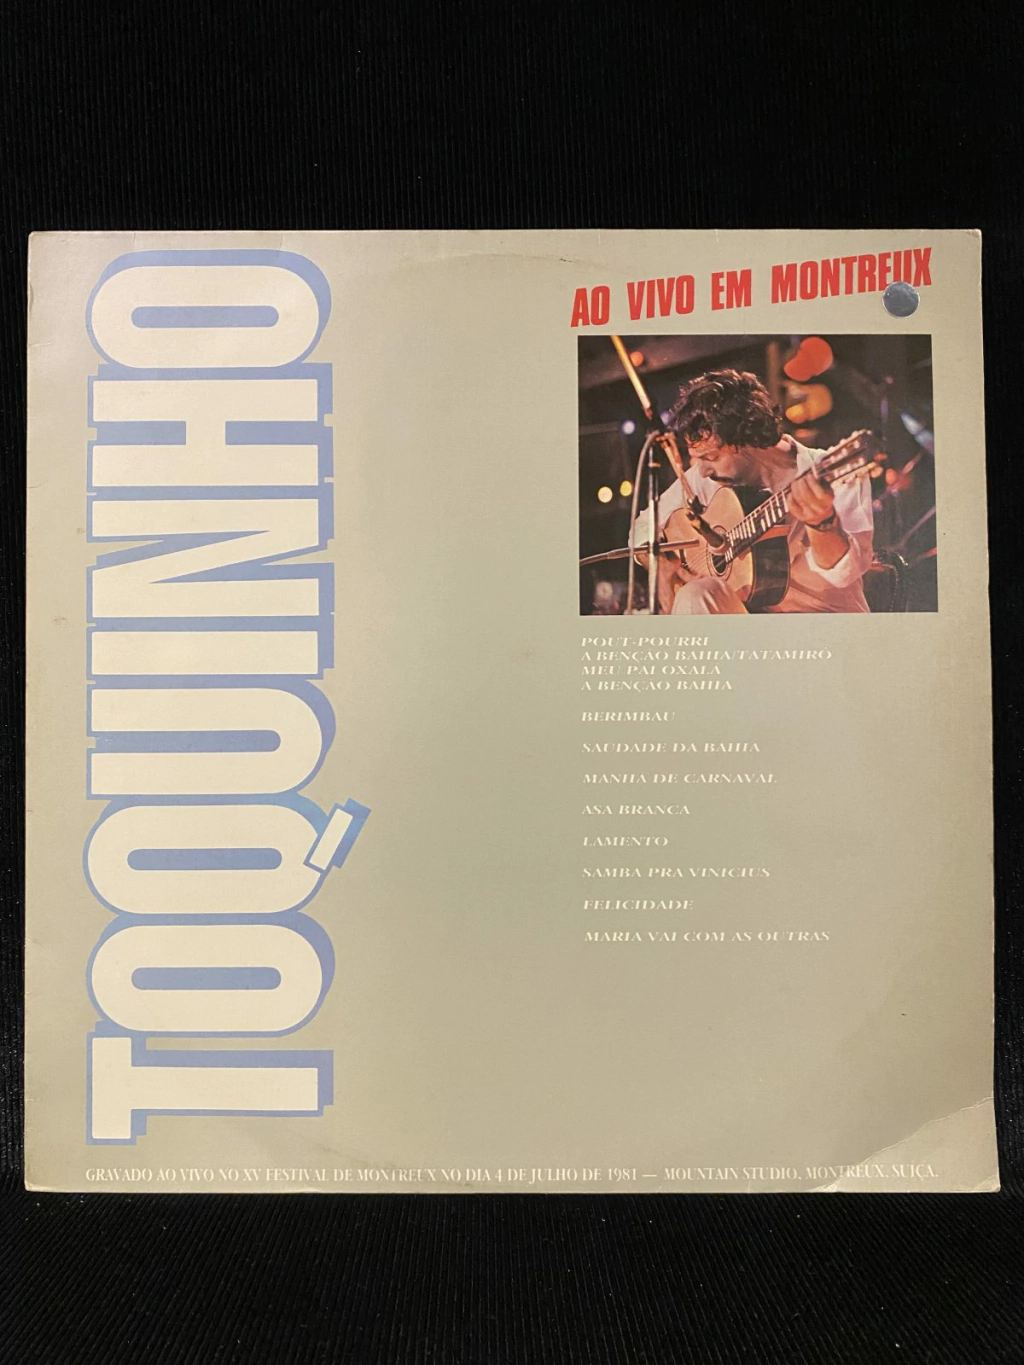 TOQUINHO
AO VIVO EM MONTREUX
POUT-POURRI
A BENÇÃO BAHIA/TATAMIRÔ
MEU PAI OXALÁ
A BENÇÃO BAHIA
BERIMBAU
SAUDADE DA BAHIA
MANHÃ DE CARNAVAL
ASA BRANCA
LAMENTO
SAMBA PRA VINICIUS
FELICIDADE
MARIA VAI COM AS OUTRAS
GRAVADO AO VIVO NO XV FESTIVAL DE MONTREUX NO DIA 4 DE JULHO DE 1981 — MOUNTAIN STUDIO, MONTREUX, SUIÇA.